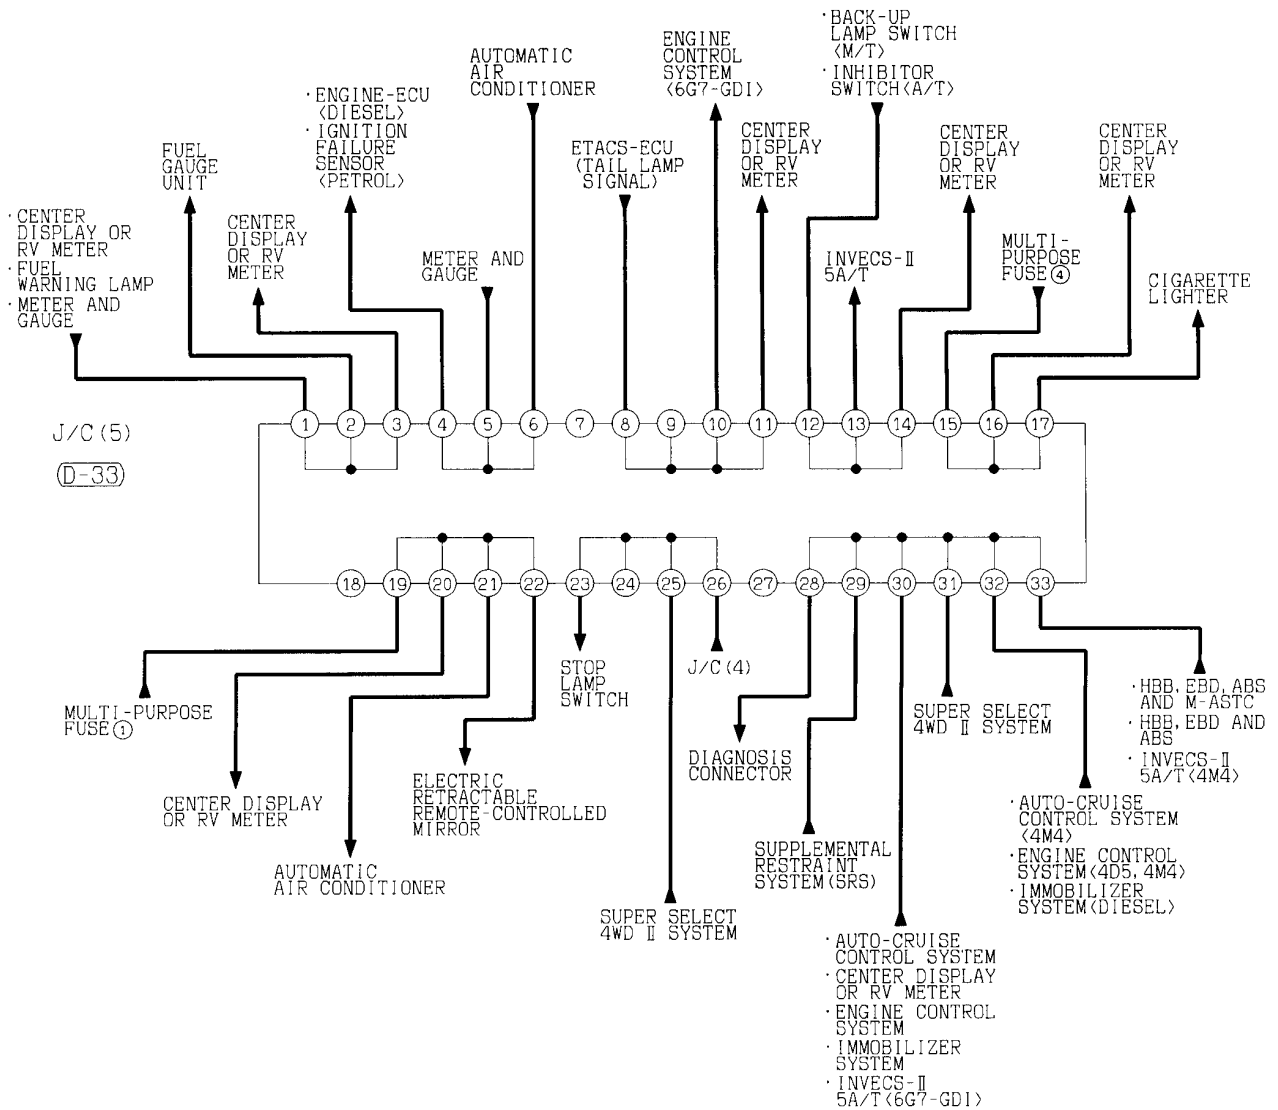 · BACK-UP
LAMP SWITCH
<M/T>
· INHIBITOR
SWITCH<A/T>
ENGINE
CONTROL
SYSTEM
<6G7-GDI>
AUTOMATIC
AIR
CONDITIONER
· ENGINE-ECU
<DIESEL>
· IGNITION
FAILURE
SENSOR
<PETROL>
FUEL
GAUGE
UNIT
ETACS-ECU
(TAIL LAMP
SIGNAL)
CENTER
DISPLAY
OR RV
METER
CENTER
DISPLAY
OR RV
METER
CENTER
DISPLAY
OR RV
METER
· CENTER
DISPLAY OR
RV METER
· FUEL
WARNING LAMP
· METER AND
GAUGE
CENTER
DISPLAY
OR RV
METER
METER AND
GAUGE
INVECS-II
5A/T
MULTI-
PURPOSE
FUSE④
CIGARETTE
LIGHTER
J/C(5)
D-33
1 2 3 4 5 6 7 8 9 10 11 12 13 14 15 16 17
18 19 20 21 22 23 24 25 26 27 28 29 30 31 32 33
MULTI-PURPOSE
FUSE①
CENTER DISPLAY
OR RV METER
AUTOMATIC
AIR CONDITIONER
ELECTRIC
RETRACTABLE
REMOTE-CONTROLLED
MIRROR
STOP
LAMP
SWITCH
SUPER SELECT
4WD II SYSTEM
J/C(4)
DIAGNOSIS
CONNECTOR
SUPPLEMENTAL
RESTRAINT
SYSTEM(SRS)
· AUTO-CRUISE
CONTROL SYSTEM
· CENTER DISPLAY
OR RV METER
· ENGINE CONTROL
SYSTEM
· IMMOBILIZER
SYSTEM
· INVECS-II
5A/T<6G7-GDI>
SUPER SELECT
4WD II SYSTEM
· AUTO-CRUISE
CONTROL SYSTEM
<4M4>
· ENGINE CONTROL
SYSTEM<4D5,4M4>
· IMMOBILIZER
SYSTEM<DIESEL>
· HBB,EBD,ABS
AND M-ASTC
· HBB,EBD AND
ABS
· INVECS-II
5A/T<4M4>